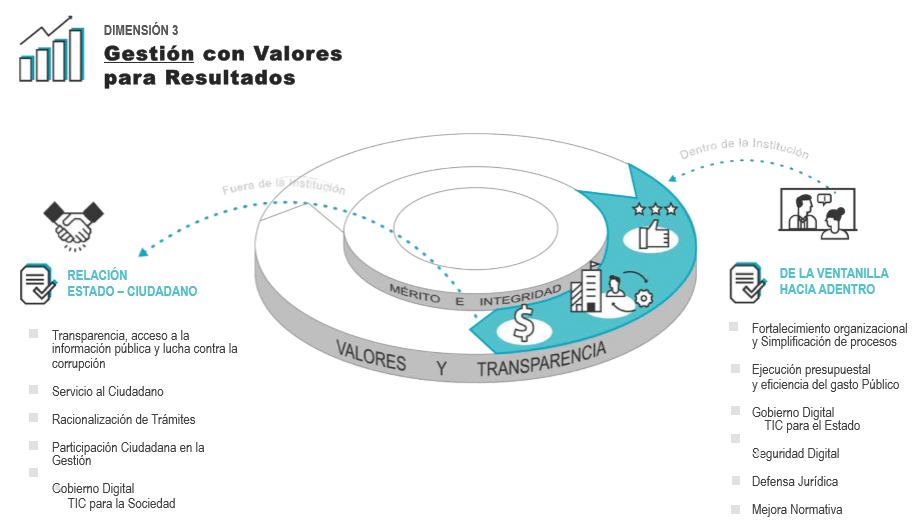 DIMENSIÓN 3
Gestión con Valores
para Resultados
Fuera de la Institución
Dentro de la Institución
MÉRITO E INTEGRIDAD
VALORES Y TRANSPARENCIA
$
RELACIÓN
ESTADO – CIUDADANO
Transparencia, acceso a la
información pública y lucha contra la
corrupción
Servicio al Ciudadano
Racionalización de Trámites
Participación Ciudadana en la
Gestión
Gobierno Digital
TIC para la Sociedad
DE LA VENTANILLA
HACIA ADENTRO
Fortalecimiento organizacional
y Simplificación de procesos
Ejecución presupuestal
y eficiencia del gasto Público
Gobierno Digital
TIC para el Estado
Seguridad Digital
Defensa Jurídica
Mejora Normativa